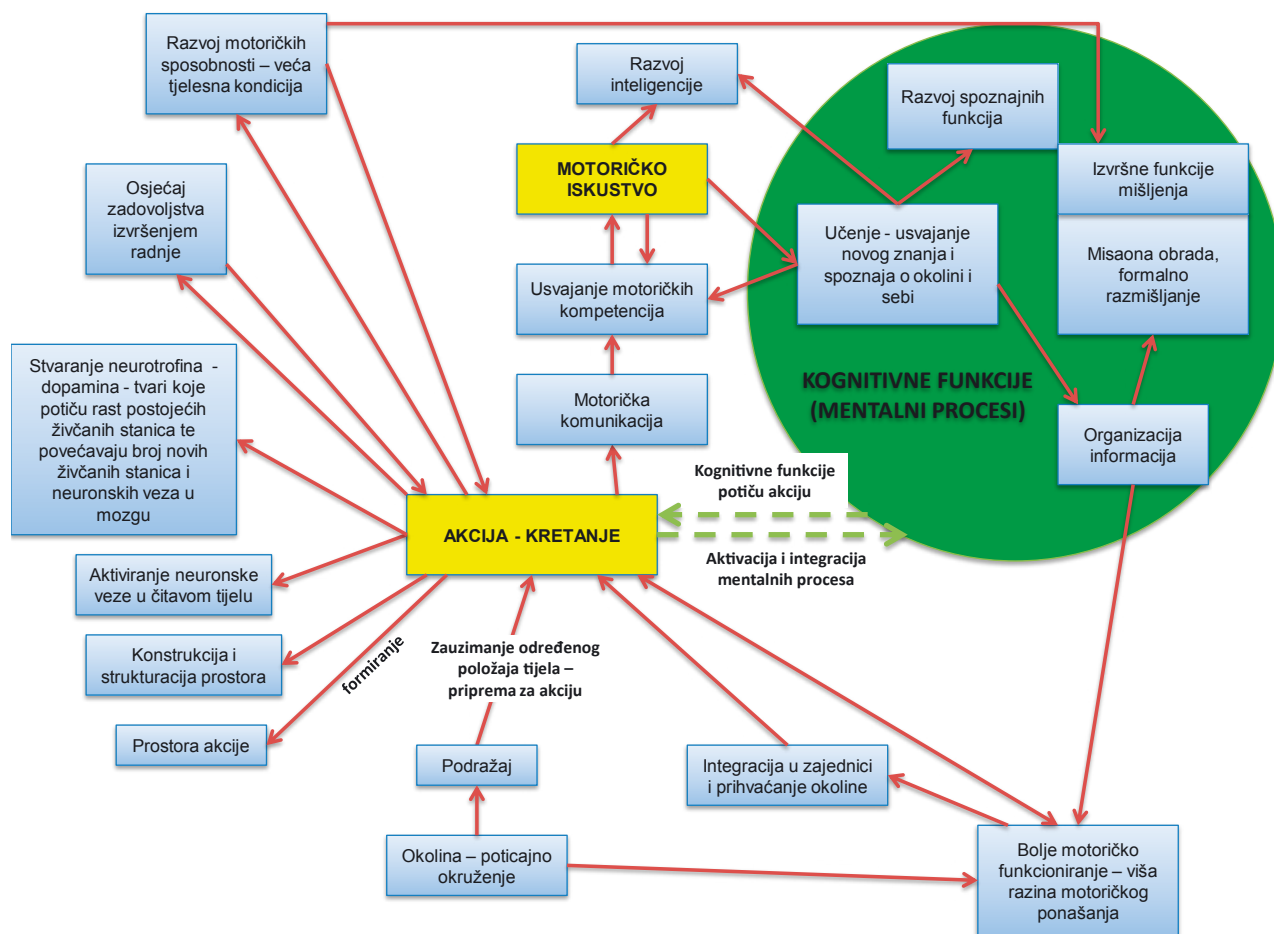 Razvoj motoričkih
sposobnosti – veća
tjelesna kondicija
Razvoj
inteligencije
Razvoj spoznajnih
funkcija
MOTORIČKO
ISKUSTVO
Izvršne funkcije
mišljenja
Osjećaj
zadovoljstva
izvršenjem
radnje
Učenje - usvajanje
novog znanja i
spoznaja o okolini i
sebi
Misaona obrada,
formalno
razmišljanje
Usvajanje motoričkih
kompetencija
Stvaranje neurotrofina -
dopamina - tvari koje
potiču rast postojećih
živčanih stanica te
povećavaju broj novih
živčanih stanica i
neuronskih veza u
mozgu
KOGNITIVNE FUNKCIJE
(MENTALNI PROCESI)
Motorička
komunikacija
Organizacija
informacija
Kognitivne funkcije
potiču akciju
AKCIJA - KRETANJE
Aktivacija i integracija
mentalnih procesa
Aktiviranje neuronske
veze u čitavom tijelu
Konstrukcija i
strukturacija prostora
formiranje
Zauzimanje određenog
položaja tijela –
priprema za akciju
Prostora akcije
Podražaj
Integracija u zajednici
i prihvaćanje okoline
Okolina – poticajno
okruženje
Bolje motoričko
funkcioniranje – viša
razina motoričkog
ponašanja